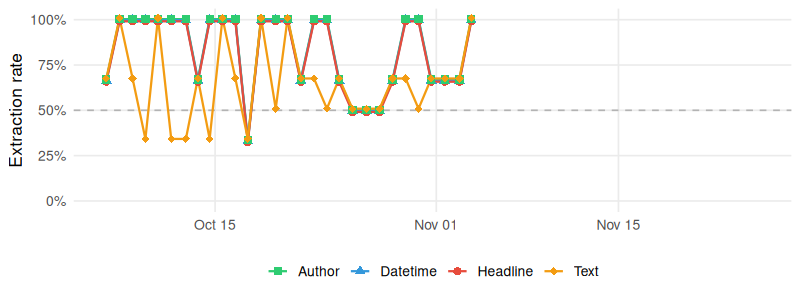 Extraction rate
100%
75%
50%
25%
0%
Oct 15 Nov 01 Nov 15
Author Datetime Headline Text